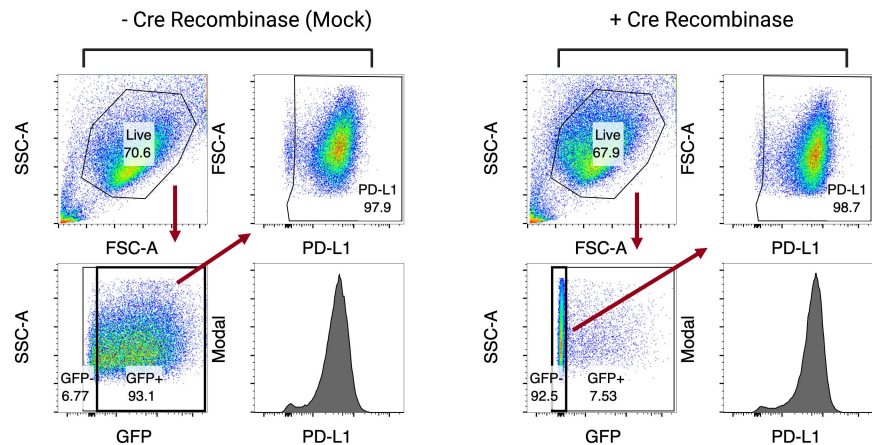 - Cre Recombinase (Mock)
+ Cre Recombinase
SSC-A
Live
70.6
FSC-A
FSC-A
PD-L1
97.9
PD-L1
SSC-A
GFP-
6.77
GFP+
93.1
GFP
Modal
PD-L1
SSC-A
Live
67.9
FSC-A
FSC-A
PD-L1
98.7
PD-L1
SSC-A
GFP-
92.5
GFP+
7.53
GFP
Modal
PD-L1